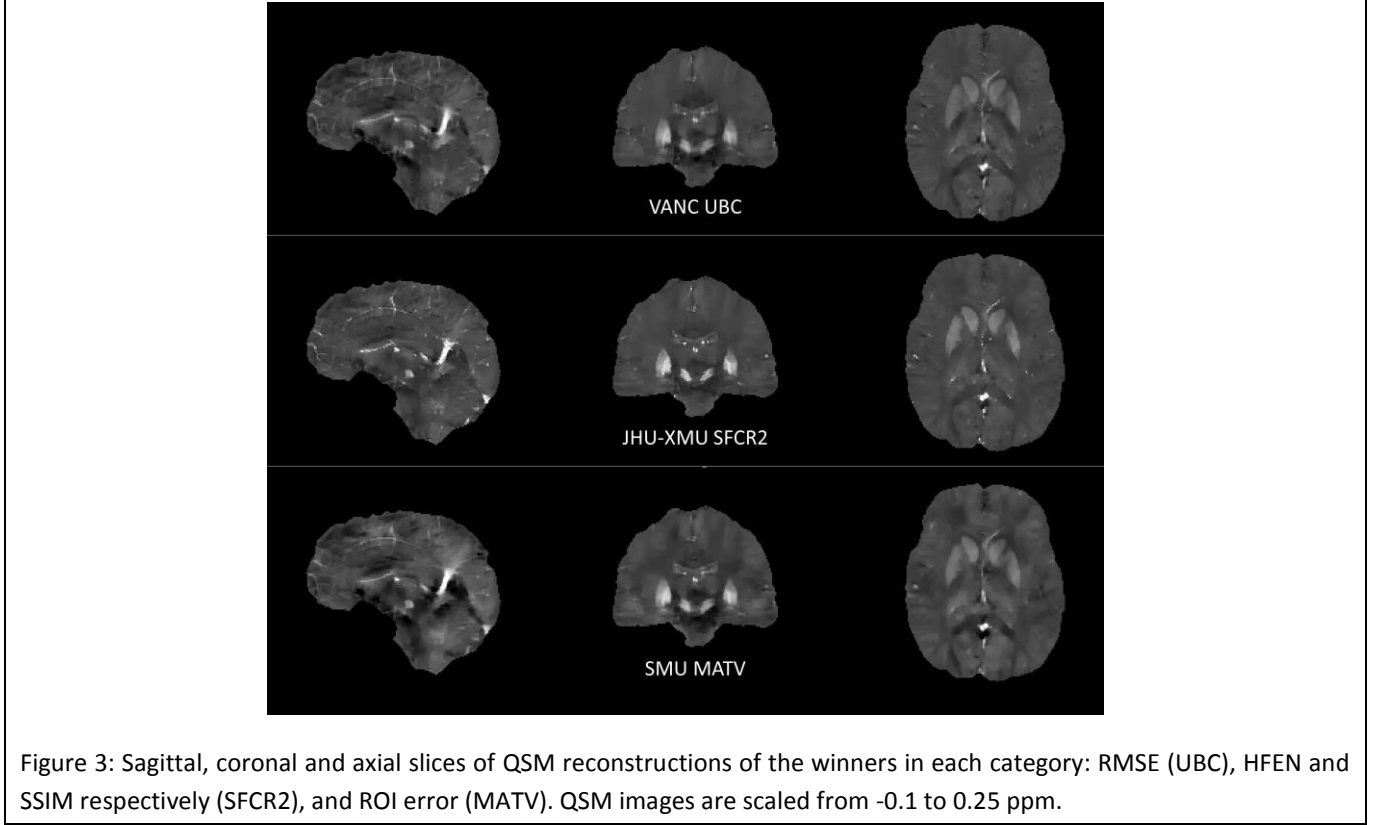 VANC UBC
JHU-XMU SFCR2
SMU MATV
Figure 3: Sagittal, coronal and axial slices of QSM reconstructions of the winners in each category: RMSE (UBC), HFEN and
SSIM respectively (SFCR2), and ROI error (MATV). QSM images are scaled from -0.1 to 0.25 ppm.